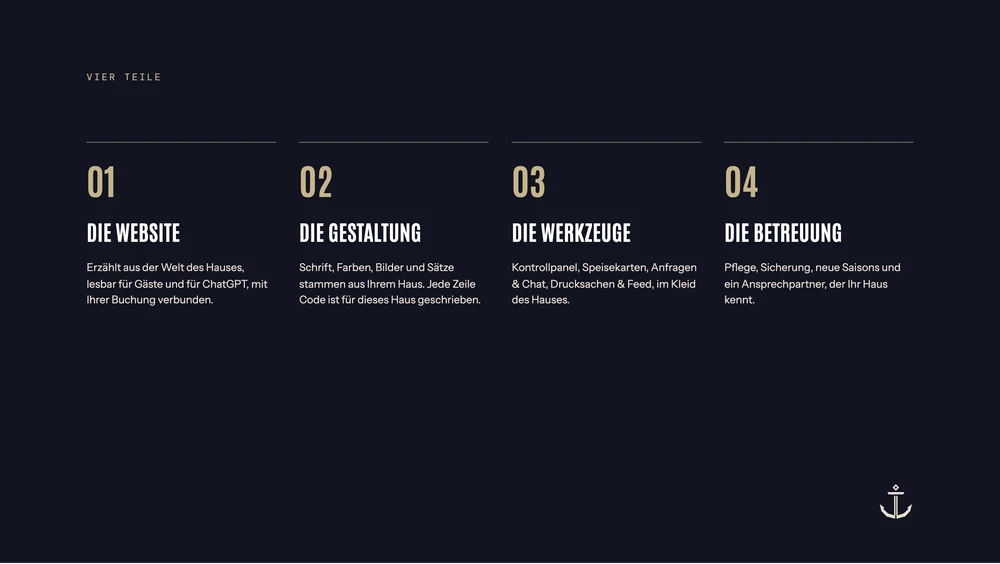 VIER TEILE
01
DIE WEBSITE
Erzählt aus der Welt des Hauses,
lesbar für Gäste und für ChatGPT, mit
Ihrer Buchung verbunden.
02
DIE GESTALTUNG
Schrift, Farben, Bilder und Sätze
stammen aus Ihrem Haus. Jede Zeile
Code ist für dieses Haus geschrieben.
03
DIE WERKZEUGE
Kontrollpanel, Speisekarten, Anfragen
& Chat, Drucksachen & Feed, im Kleid
des Hauses.
04
DIE BETREUUNG
Pflege, Sicherung, neue Saisons und
ein Ansprechpartner, der Ihr Haus
kennt.